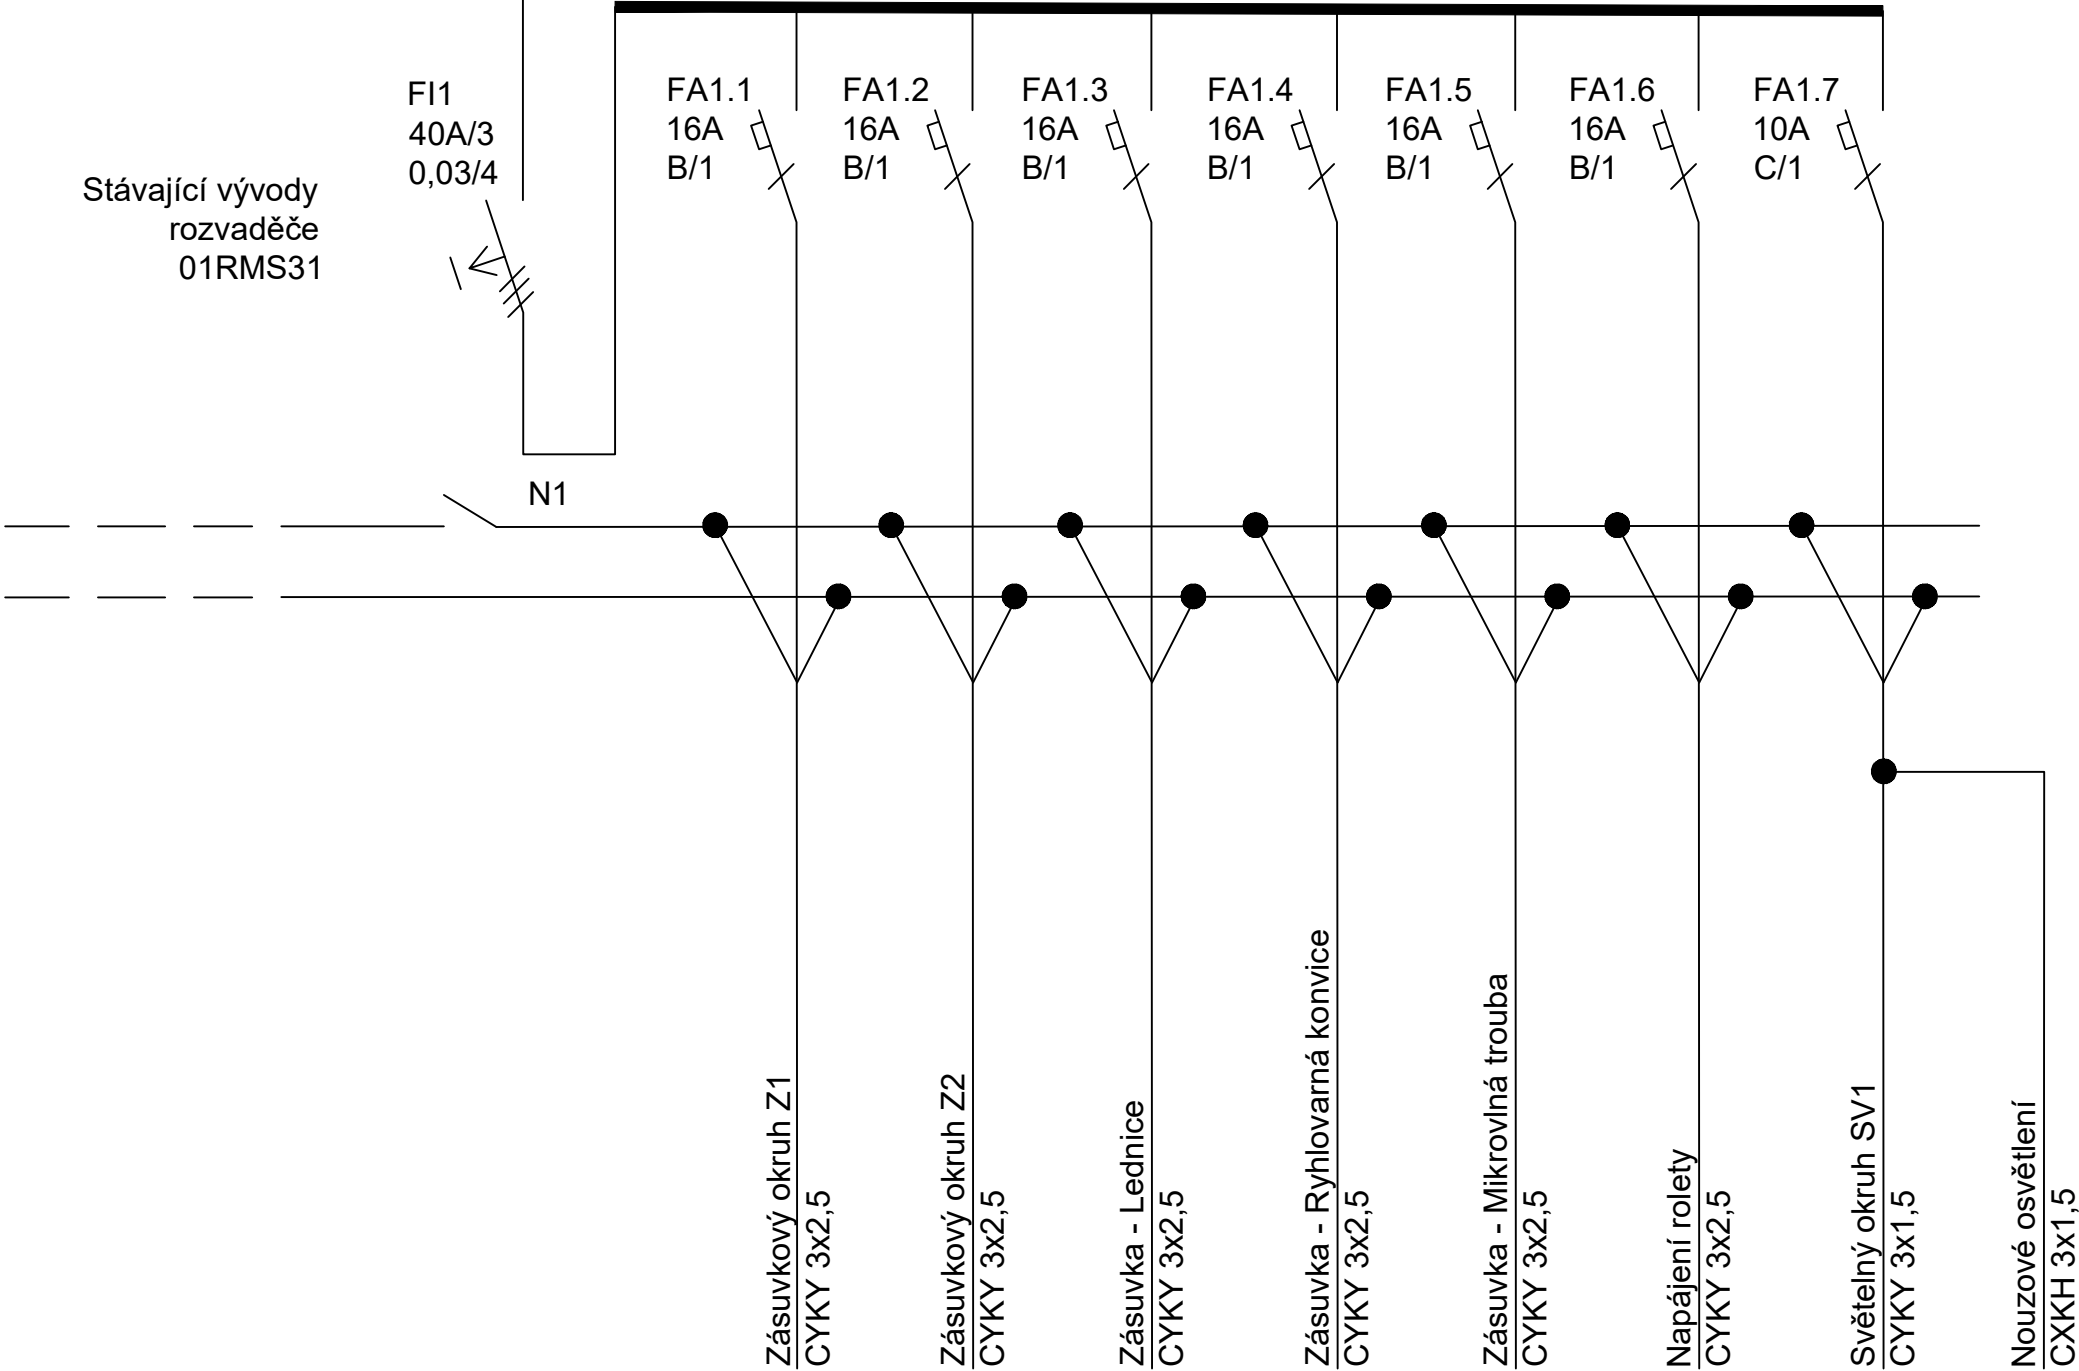 Stávající vývody
rozvaděče
01RMS31
FI1
40A/3
0,03/4
FA1.1
16A
B/1
FA1.2
16A
B/1
FA1.3
16A
B/1
FA1.4
16A
B/1
FA1.5
16A
B/1
FA1.6
16A
B/1
FA1.7
10A
C/1
N1
Zásuvkový okruh Z1
CYKY 3x2,5
Zásuvkový okruh Z2
CYKY 3x2,5
Zásuvka - Lednice
CYKY 3x2,5
Zásuvka - Ryhlovarná konvice
CYKY 3x2,5
Zásuvka - Mikrovlná trouba
CYKY 3x2,5
Napájení rolety
CYKY 3x2,5
Světelný okruh SV1
CYKY 3x1,5
Nouzové osvětlení
CXKH 3x1,5